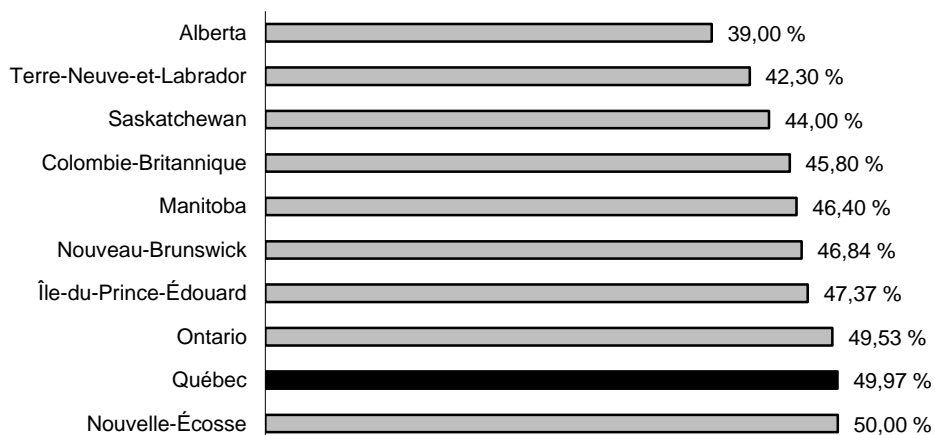 Alberta 39,00 %
Terre-Neuve-et-Labrador 42,30 %
Saskatchewan 44,00 %
Colombie-Britannique 45,80 %
Manitoba 46,40 %
Nouveau-Brunswick 46,84 %
Île-du-Prince-Édouard 47,37 %
Ontario 49,53 %
Québec 49,97 %
Nouvelle-Écosse 50,00 %